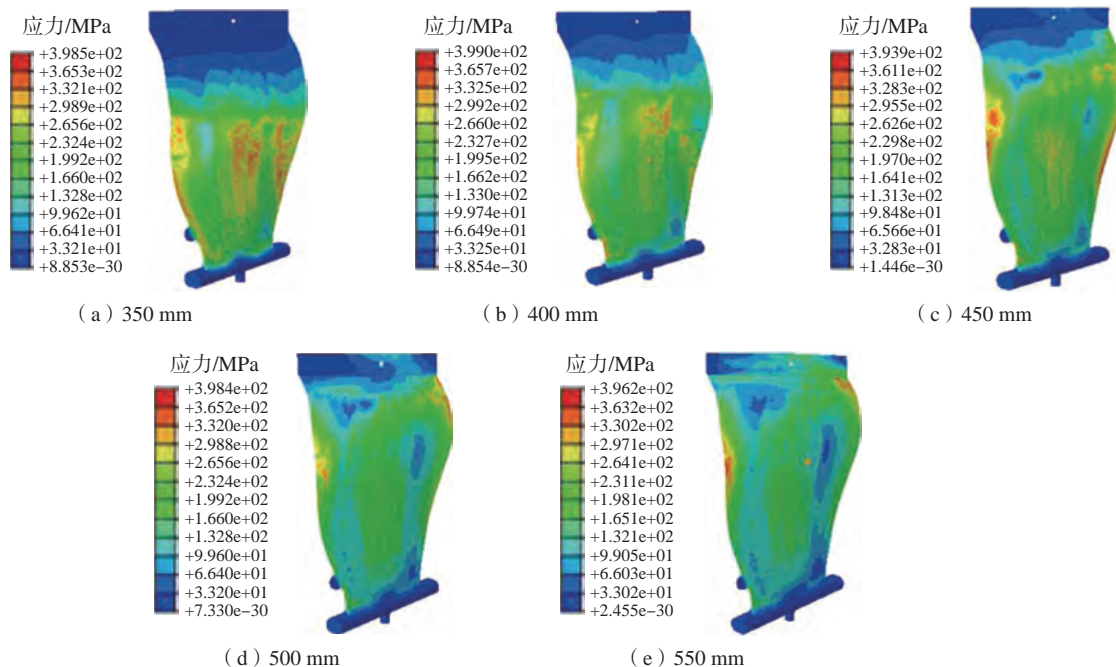 应力/MPa
+3.985e+02
+3.653e+02
+3.321e+02
+2.989e+02
+2.656e+02
+2.324e+02
+1.992e+02
+1.660e+02
+1.328e+02
+9.962e+01
+6.641e+01
+3.321e+01
+8.853e−30
（a）350 mm
应力/MPa
+3.990e+02
+3.657e+02
+3.325e+02
+2.992e+02
+2.660e+02
+2.327e+02
+1.995e+02
+1.662e+02
+1.330e+02
+9.974e+01
+6.649e+01
+3.325e+01
+8.854e−30
（b）400 mm
应力/MPa
+3.939e+02
+3.611e+02
+3.283e+02
+2.955e+02
+2.626e+02
+2.298e+02
+1.970e+02
+1.641e+02
+1.313e+02
+9.848e+01
+6.566e+01
+3.283e+01
+1.446e−30
（c）450 mm
应力/MPa
+3.984e+02
+3.652e+02
+3.320e+02
+2.988e+02
+2.656e+02
+2.324e+02
+1.992e+02
+1.660e+02
+1.328e+02
+9.960e+01
+6.640e+01
+3.320e+01
+7.330e−30
（d）500 mm
应力/MPa
+3.962e+02
+3.632e+02
+3.302e+02
+2.971e+02
+2.641e+02
+2.311e+02
+1.981e+02
+1.651e+02
+1.321e+02
+9.905e+01
+6.603e+01
+3.302e+01
+2.455e−30
（e）550 mm